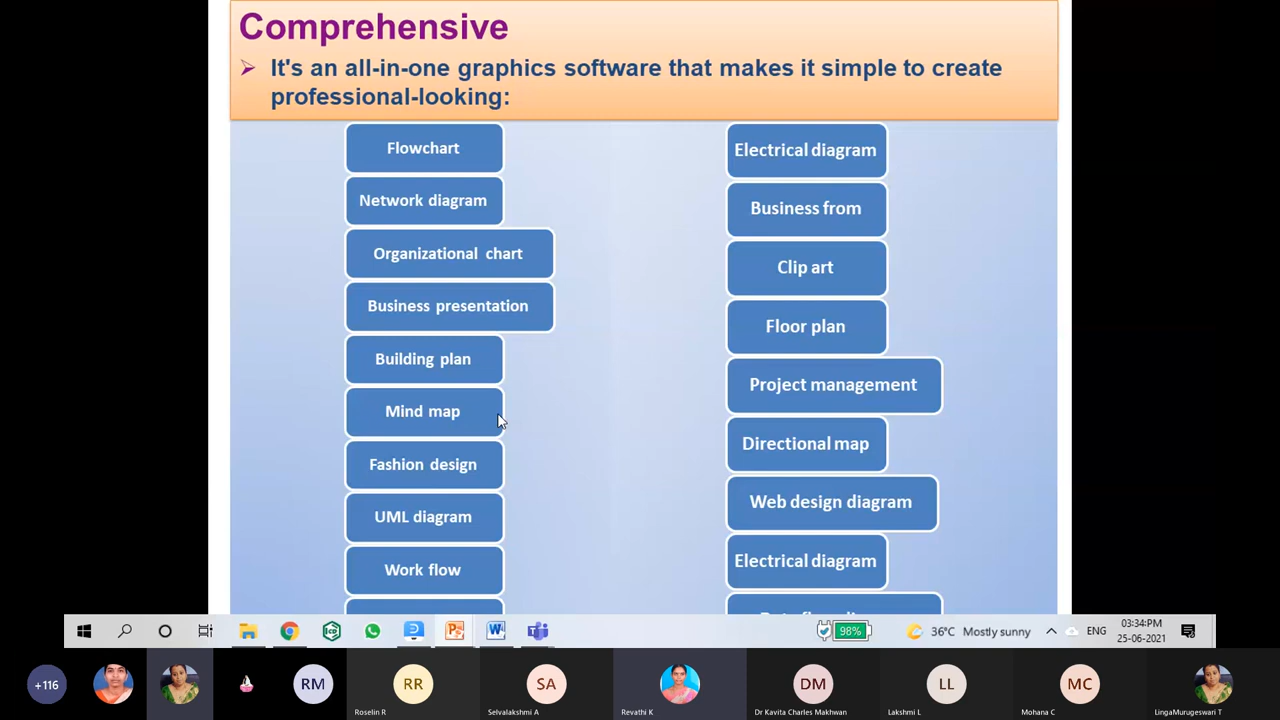 Comprehensive
It's an all-in-one graphics software that makes it simple to create
professional-looking:
Flowchart
Network diagram
Organizational chart
Business presentation
Building plan
Mind map
Fashion design
UML diagram
Work flow
Electrical diagram
Business from
Clip art
Floor plan
Project management
Directional map
Web design diagram
Electrical diagram
98%
36°C Mostly sunny
ENG
03:34:PM
25-06-2021
+116
RM
RR
Roselin R
SA
Selvalakshmi A
Revathi K
DM
Dr Kavita Charles Makhwan
LL
Lakshmi L
MC
Mohana C
LingaMurugeswari T